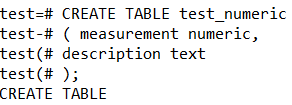 test=# CREATE TABLE test_numeric
test-# ( measurement numeric,
test(# description text
test(# );
CREATE TABLE